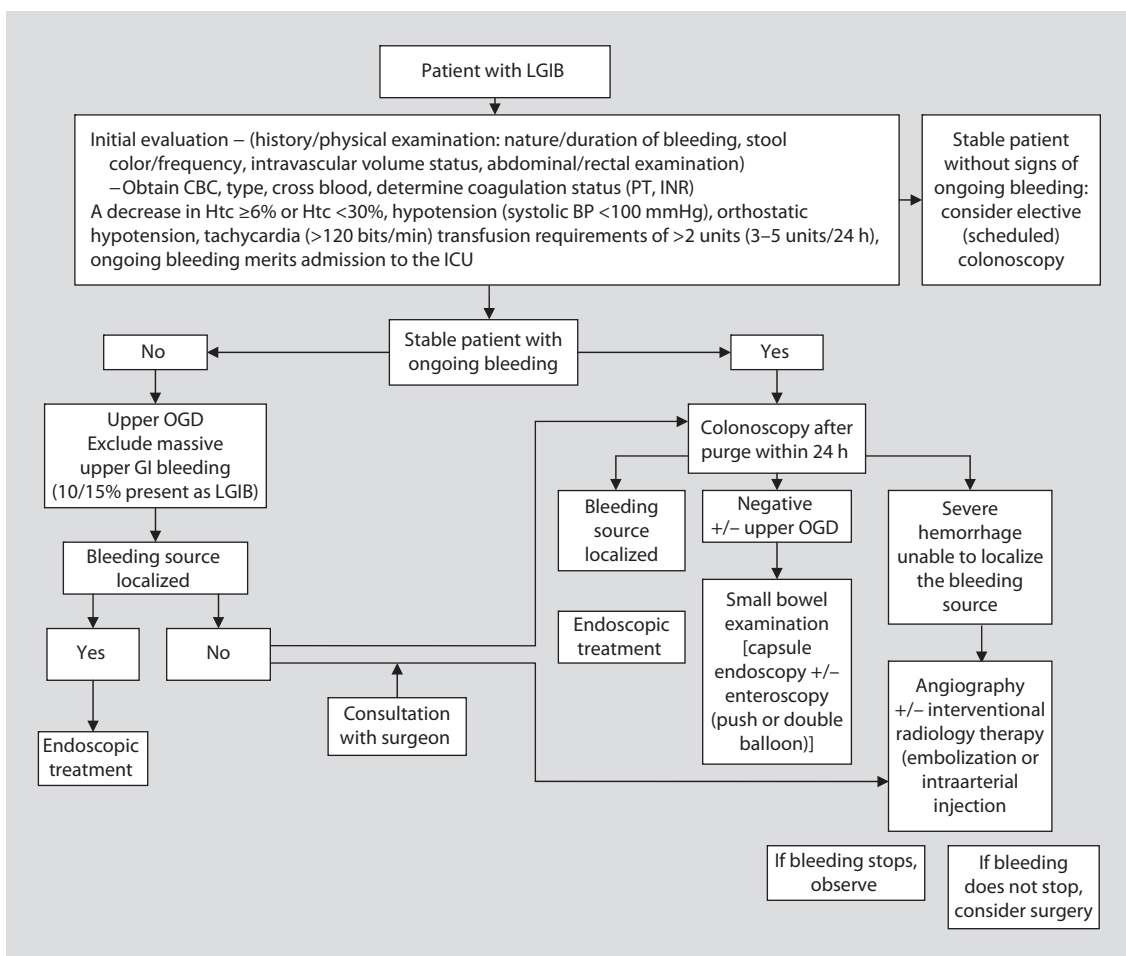 Patient with LGIB
Initial evaluation – (history/physical examination: nature/duration of bleeding, stool
color/frequency, intravascular volume status, abdominal/rectal examination)
–Obtain CBC, type, cross blood, determine coagulation status (PT, INR)
A decrease in Htc ≥6% or Htc <30%, hypotension (systolic BP <100 mmHg), orthostatic
hypotension, tachycardia (>120 bits/min) transfusion requirements of >2 units (3–5 units/24 h),
ongoing bleeding merits admission to the ICU
Stable patient
without signs of
ongoing bleeding:
consider elective
(scheduled)
colonoscopy
Stable patient with
ongoing bleeding
No
Yes
Upper OGD
Exclude massive
upper GI bleeding
(10/15% present as LGIB)
Colonoscopy after
purge within 24 h
Bleeding source
localized
Yes
No
Endoscopic
treatment
Consultation
with surgeon
Bleeding
source
localized
Endoscopic
treatment
Negative
+/– upper OGD
Small bowel
examination
[capsule
endoscopy +/–
enteroscopy
(push or double
balloon)]
Severe
hemorrhage
unable to localize
the bleeding
source
Angiography
+/– interventional
radiology therapy
(embolization or
intraarterial
injection
If bleeding stops,
observe
If bleeding
does not stop,
consider surgery